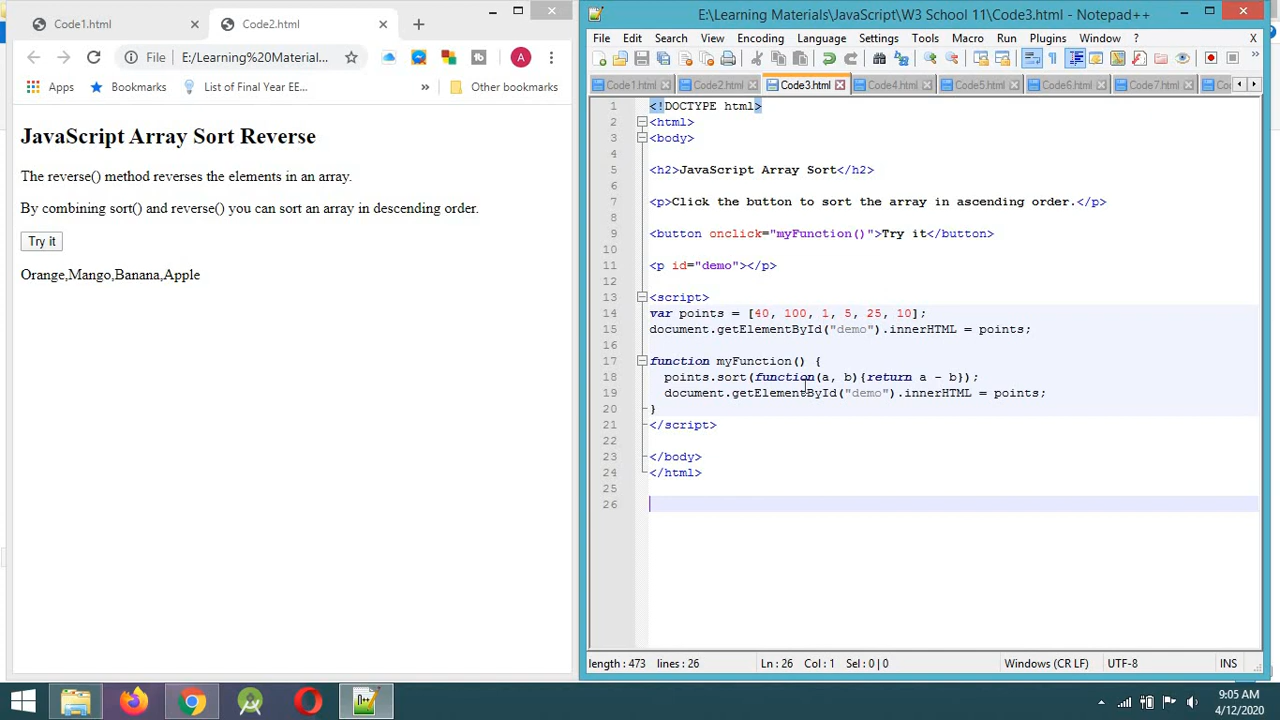 Code1.html
Code2.html
File
E:/Learning%20Material...
A
Apps
Bookmarks
List of Final Year EE...
»
Other bookmarks
JavaScript Array Sort Reverse
The reverse() method reverses the elements in an array.
By combining sort() and reverse() you can sort an array in descending order.
Try it
Orange,Mango,Banana,Apple
E:\Learning Materials\JavaScript\W3 School 11\Code3.html - Notepad++
File Edit Search View Encoding Language Settings Tools Macro Run Plugins Window ? X
Code1.html Code2.html Code3.html Code4.html Code5.html Code6.html Code7.html Co
1 <!DOCTYPE html>
2 <html>
3 <body>
4
5 <h2>JavaScript Array Sort</h2>
6
7 <p>Click the button to sort the array in ascending order.</p>
8
9 <button onclick="myFunction()">Try it</button>
10
11 <p id="demo"></p>
12
13 <script>
14 var points = [40, 100, 1, 5, 25, 10];
15 document.getElementById("demo").innerHTML = points;
16
17 function myFunction() {
18 points.sort(function(a, b){return a - b});
19 document.getElementById("demo").innerHTML = points;
20 }
21 </script>
22
23 </body>
24 </html>
25
26
length : 473 lines : 26 Ln : 26 Col : 1 Sel : 0 | 0 Windows (CR LF) UTF-8 INS
9:05 AM
4/12/2020